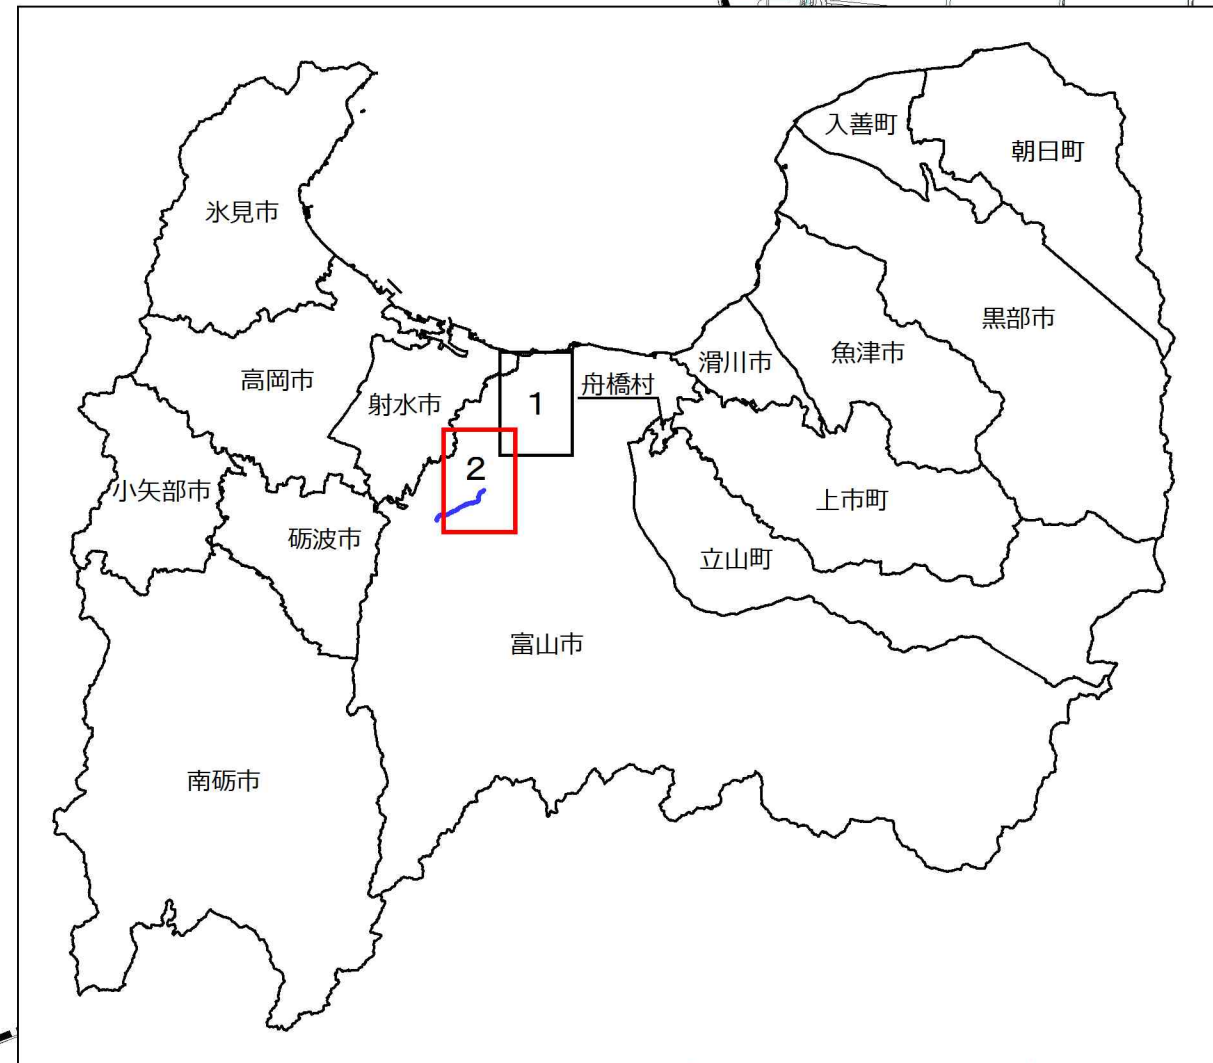 入善町
朝日町
氷見市
黒部市
魚津市
滑川市
高岡市
舟橋村
射水市
1
2
小矢部市
上市町
砺波市
立山町
富山市
南砺市